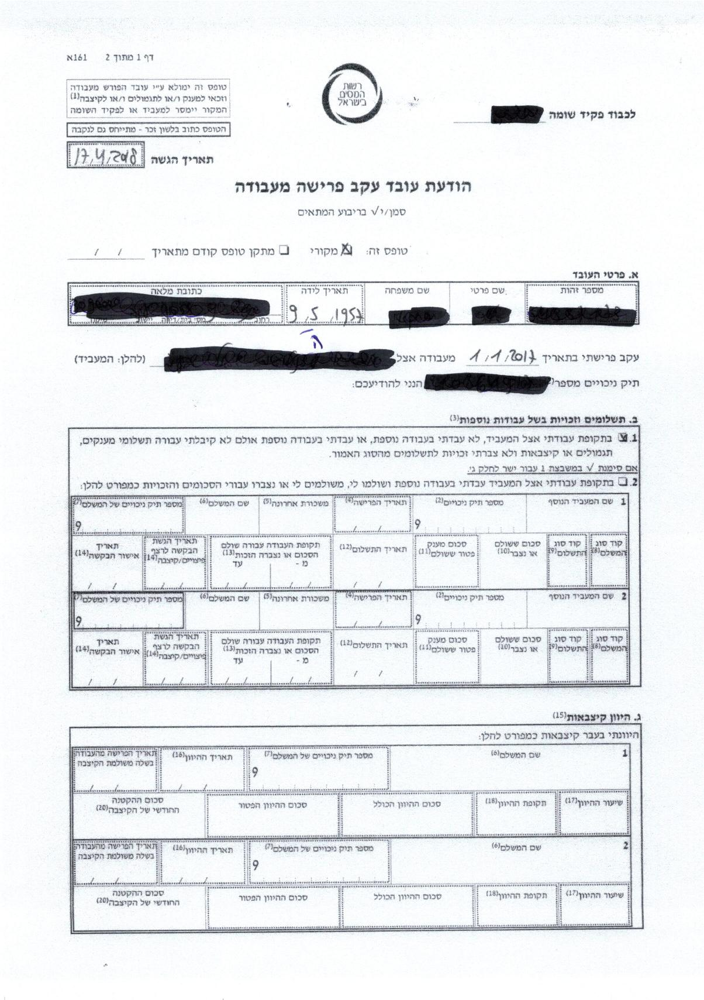 דף 1 מתוך 2 161א
רשות
המסים
בישראל
טופס זה ימולא ע״י עובד הפורש מעבודה
וזכאי למענק ו/או לתגמולים ו/או לקיצבה(1)
המקור יימסר למעביד או לפקיד השומה
הטופס כתוב בלשון זכר - מתייחס גם לנקבה
לכבוד פקיד שומה
תאריך הגשה 17.4.2018
הודעת עובד עקב פרישה מעבודה
סמן/י √ בריבוע המתאים
טופס זה: מקורי מתקן טופס קודם מתאריך / /
א. פרטי העובד
מספר זהות שם פרטי: שם משפחה תאריך לידה כתובת מלאה
9.5.1957
רחוב מס׳ בית/דירה
עקב פרישתי בתאריך 1.1.2017 מעבודה אצל ה (להלן: המעביד)
תיק ניכויים מספר הנני להודיעכם:
ב. תשלומים וזכויות בשל עבודות נוספות(3)
1. בתקופת עבודתי אצל המעביד, לא עבדתי בעבודה נוספת, או עבדתי בעבודה נוספת אולם לא קיבלתי עבורה תשלומי מענקים,
תגמולים או קיצבאות ולא צברתי זכויות לתשלומים מהסוג האמור.
אם סימנת √ במשבצת 1 עבור ישר לחלק ג׳.
2. בתקופת עבודתי אצל המעביד עבדתי בעבודה נוספת ושולמו לי, משולמים לי או נצברו עבורי הסכומים והזכויות כמפורט להלן:
1 שם המעביד הנוסף מספר תיק ניכויים(2) תאריך הפרישה(4) משכורת אחרונה(5) שם המשלם(6) מספר תיק ניכויים של המשלם(7)
9 / / 9
קוד סוג המשלם(8) קוד סוג התשלום(9) סכום ששולם או נצבר(10) סכום מענק פטור ששולם(11) תאריך התשלום(12) תקופת העבודה עבורה שולם הסכום או נצברה הזכות(13) תאריך הגשת הבקשה לרצף פיצויים/קיצבה(14) תאריך אישור הבקשה(14)
מ - עד
/ / / / / / / / / /
2 שם המעביד הנוסף מספר תיק ניכויים(2) תאריך הפרישה(4) משכורת אחרונה(5) שם המשלם(6) מספר תיק ניכויים של המשלם(7)
9 / / 9
קוד סוג המשלם(8) קוד סוג התשלום(9) סכום ששולם או נצבר(10) סכום מענק פטור ששולם(11) תאריך התשלום(12) תקופת העבודה עבורה שולם הסכום או נצברה הזכות(13) תאריך הגשת הבקשה לרצף פיצויים/קיצבה(14) תאריך אישור הבקשה(14)
מ - עד
/ / / / / / / / / /
ג. היוון קיצבאות(15)
היוונתי בעבר קיצבאות כמפורט להלן:
1 שם המשלם(6) מספר תיק ניכויים של המשלם(7) תאריך ההיוון(16) תאריך הפרישה מהעבודה בשלה משולמת הקיצבה
9 / / / /
שיעור ההיוון(17) תקופת ההיוון(18) סכום ההיוון הכולל סכום ההיוון הפטור סכום ההקטנה החודשי של הקיצבה(20)
2 שם המשלם(6) מספר תיק ניכויים של המשלם(7) תאריך ההיוון(16) תאריך הפרישה מהעבודה בשלה משולמת הקיצבה
9 / / / /
שיעור ההיוון(17) תקופת ההיוון(18) סכום ההיוון הכולל סכום ההיוון הפטור סכום ההקטנה החודשי של הקיצבה(20)